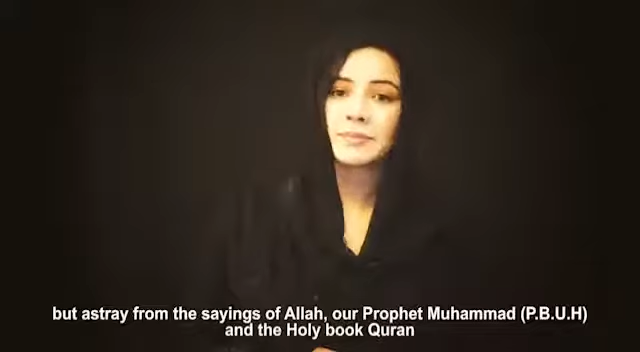 but astray from the sayings of Allah, our Prophet Muhammad (P.B.U.H)
and the Holy book Quran